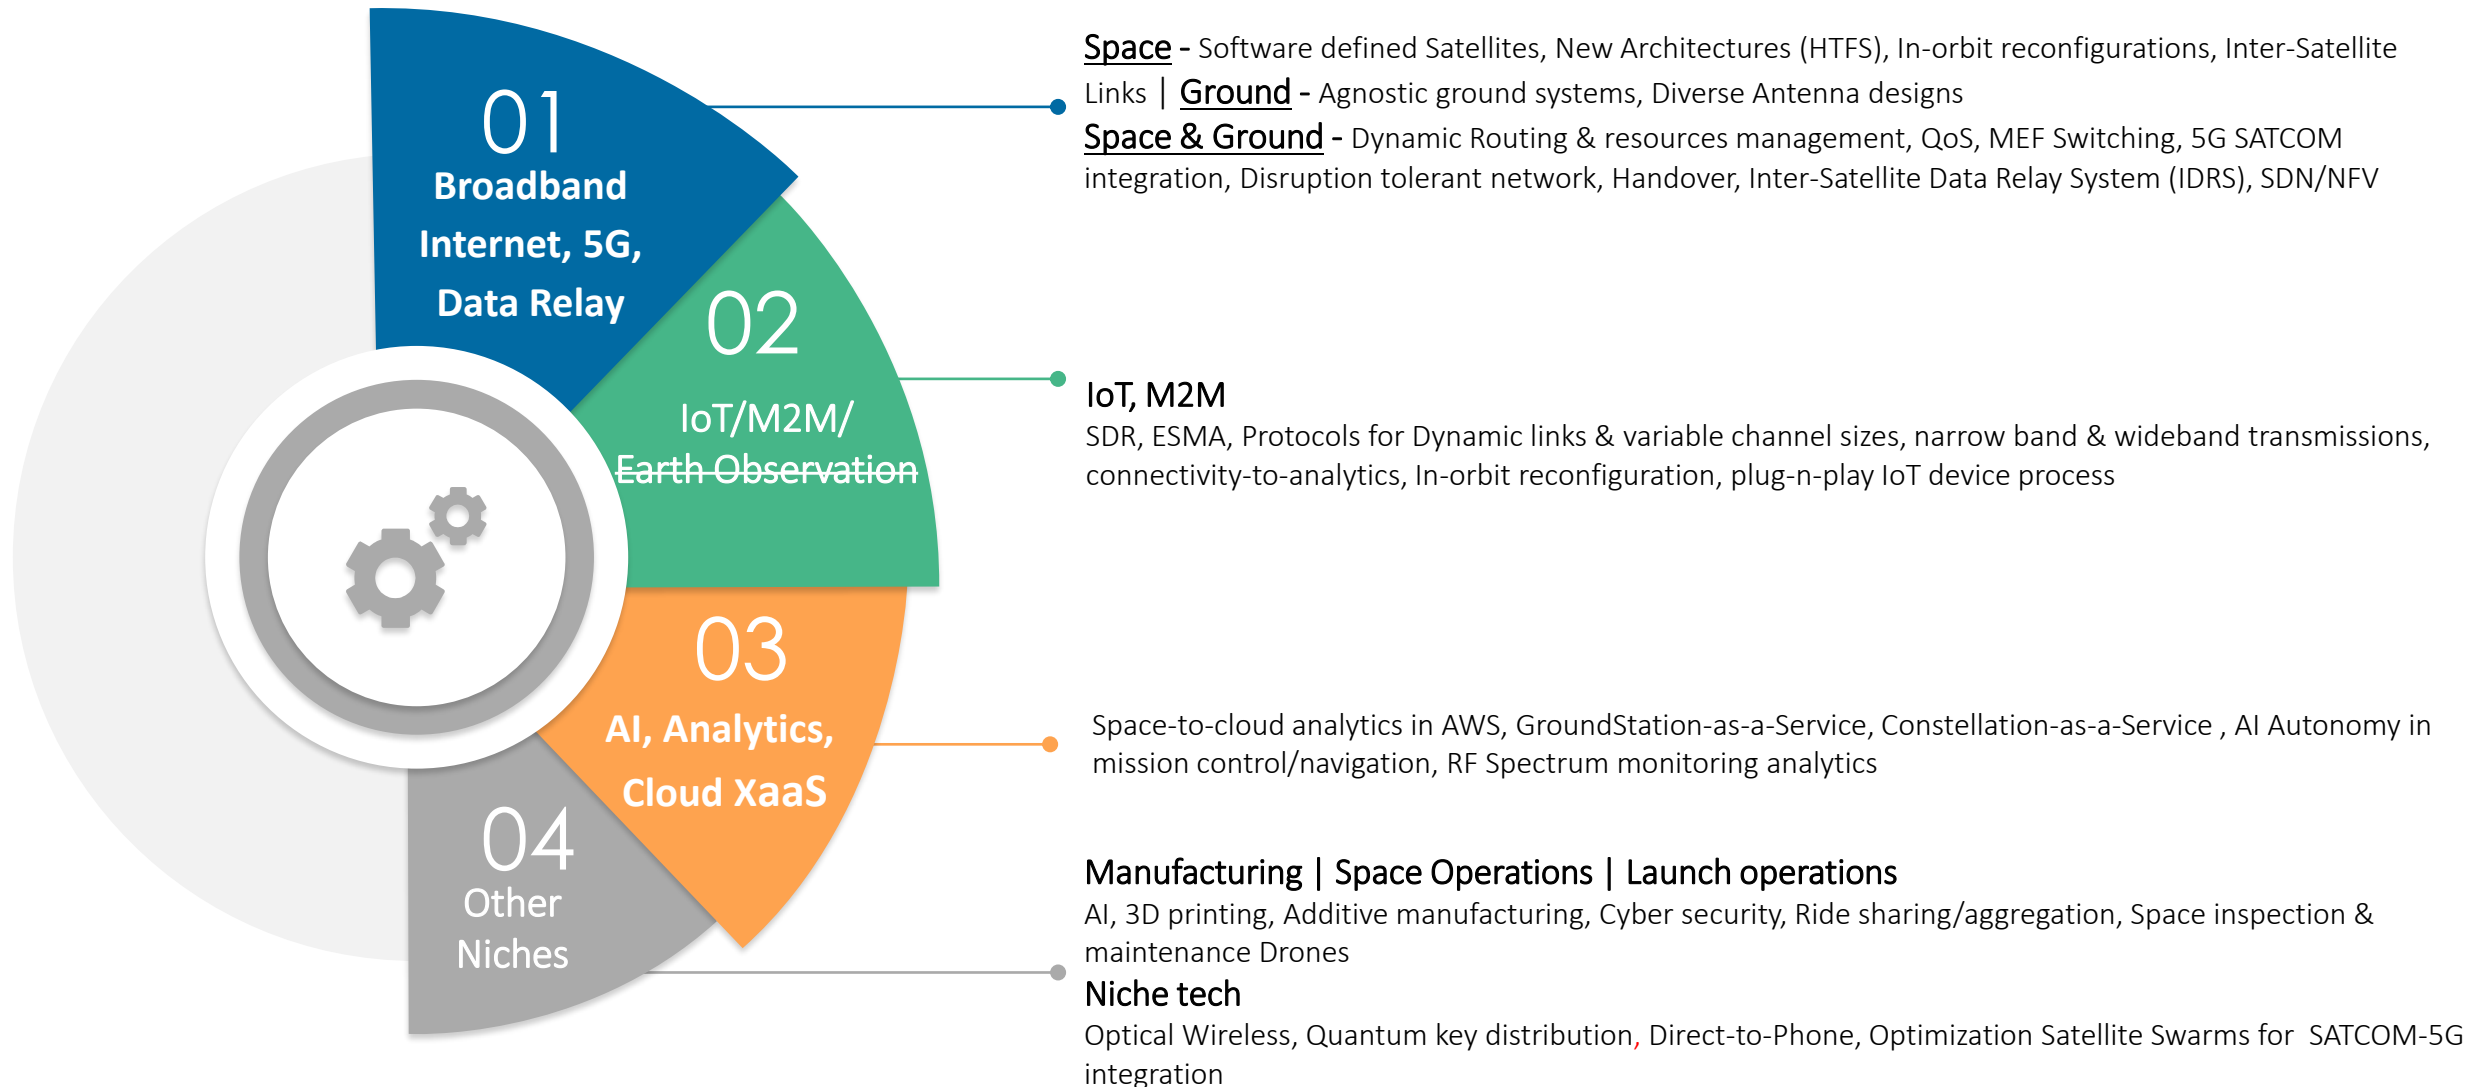 01
Broadband
Internet, 5G,
Data Relay
Space - Software defined Satellites, New Architectures (HTFS), In-orbit reconfigurations, Inter-Satellite
Links | Ground - Agnostic ground systems, Diverse Antenna designs
Space & Ground - Dynamic Routing & resources management, QoS, MEF Switching, 5G SATCOM
integration, Disruption tolerant network, Handover, Inter-Satellite Data Relay System (IDRS), SDN/NFV
02
IoT/M2M/
Earth Observation
IoT, M2M
SDR, ESMA, Protocols for Dynamic links & variable channel sizes, narrow band & wideband transmissions,
connectivity-to-analytics, In-orbit reconfiguration, plug-n-play IoT device process
03
AI, Analytics,
Cloud XaaS
Space-to-cloud analytics in AWS, GroundStation-as-a-Service, Constellation-as-a-Service , AI Autonomy in
mission control/navigation, RF Spectrum monitoring analytics
04
Other
Niches
Manufacturing | Space Operations | Launch operations
AI, 3D printing, Additive manufacturing, Cyber security, Ride sharing/aggregation, Space inspection &
maintenance Drones
Niche tech
Optical Wireless, Quantum key distribution, Direct-to-Phone, Optimization Satellite Swarms for SATCOM-5G
integration